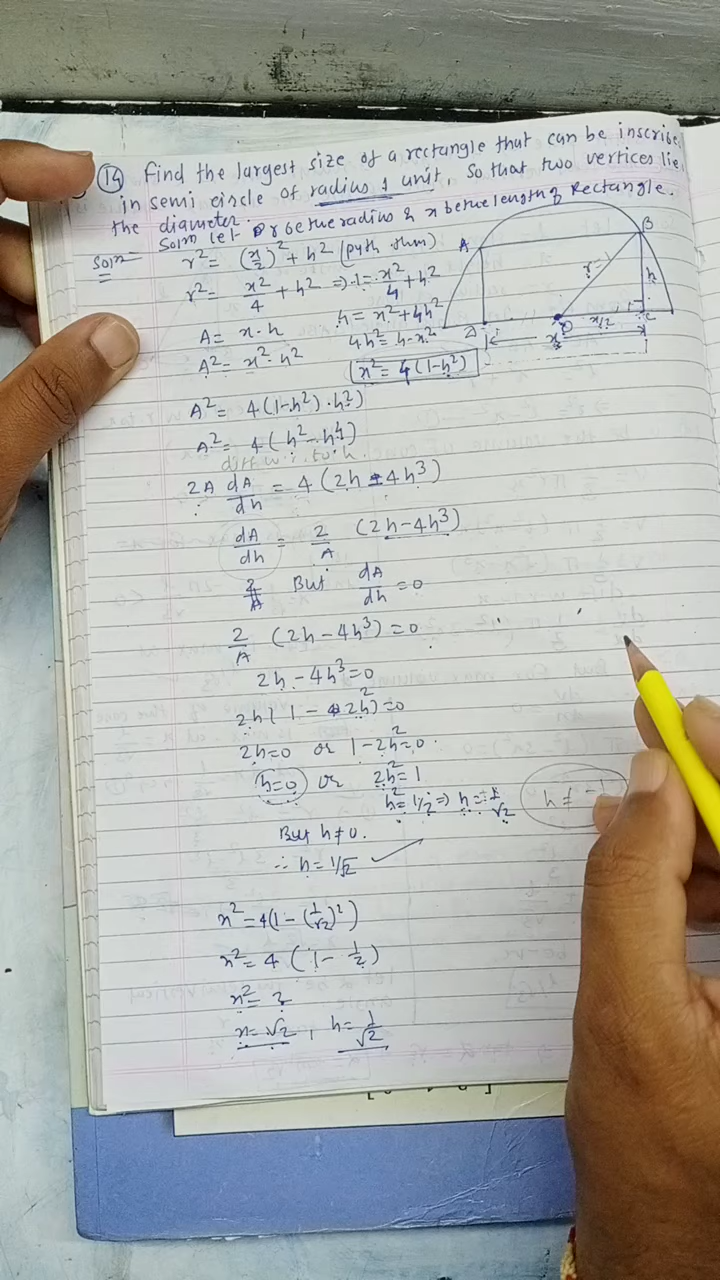 (14) Find the largest size of a rectangle that can be inscribe
in semi circle of radius 1 unit, So that two vertices lie
the diameter.
Soln— Soln let r be the radius & x be the length of Rectangle.
r² = (x/2)² + h² (pyth. thm)
r² = x²/4 + h² ⇒ 1 = x²/4 + h²
4 = x² + 4h²
A = x·h
4h² = 4 - x²
A² = x²·h²
x² = 4(1-h²)
A B
r=1
h
A D O x/2 C
x
A² = 4(1-h²)·h²)
A² = 4(h² - h⁴)
diff w.r. to h.
2A dA/dh = 4(2h - 4h³)
dA/dh = 2/A (2h - 4h³)
But dA/dh = 0
2/A (2h - 4h³) = 0
2h - 4h³ = 0
2h(1 - 2h²) = 0
2h = 0 or 1 - 2h² = 0
h = 0 or 2h² = 1
h² = 1/2 ⇒ h = ±1/√2
h ≠ -1
But h ≠ 0.
∴ h = 1/√2
x² = 4(1 - (1/√2)²)
x² = 4(1 - 1/2)
x² = 2
x = √2, h = 1/√2